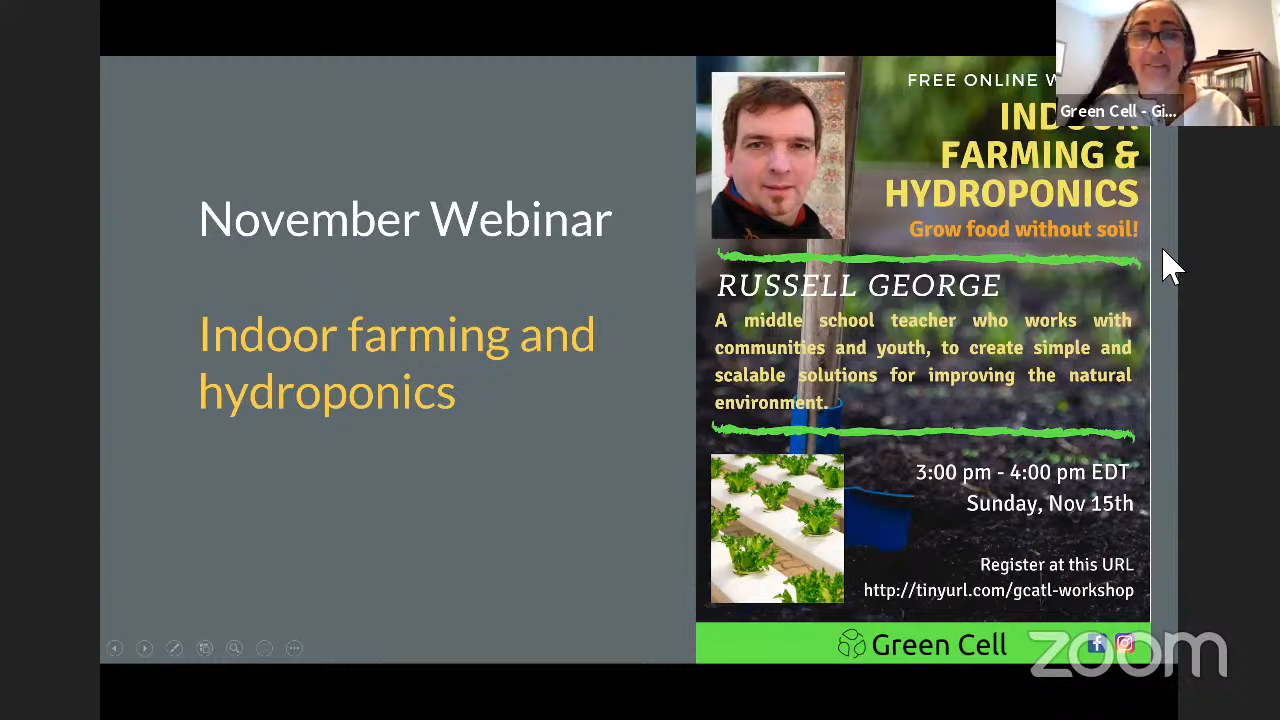 November Webinar
Indoor farming and
hydroponics
FREE ONLINE
Green Cell - Gi...
INDOOR
FARMING &
HYDROPONICS
Grow food without soil!
RUSSELL GEORGE
A middle school teacher who works with
communities and youth, to create simple and
scalable solutions for improving the natural
environment.
3:00 pm - 4:00 pm EDT
Sunday, Nov 15th
Register at this URL
http://tinyurl.com/gcatl-workshop
Green Cell
zoom